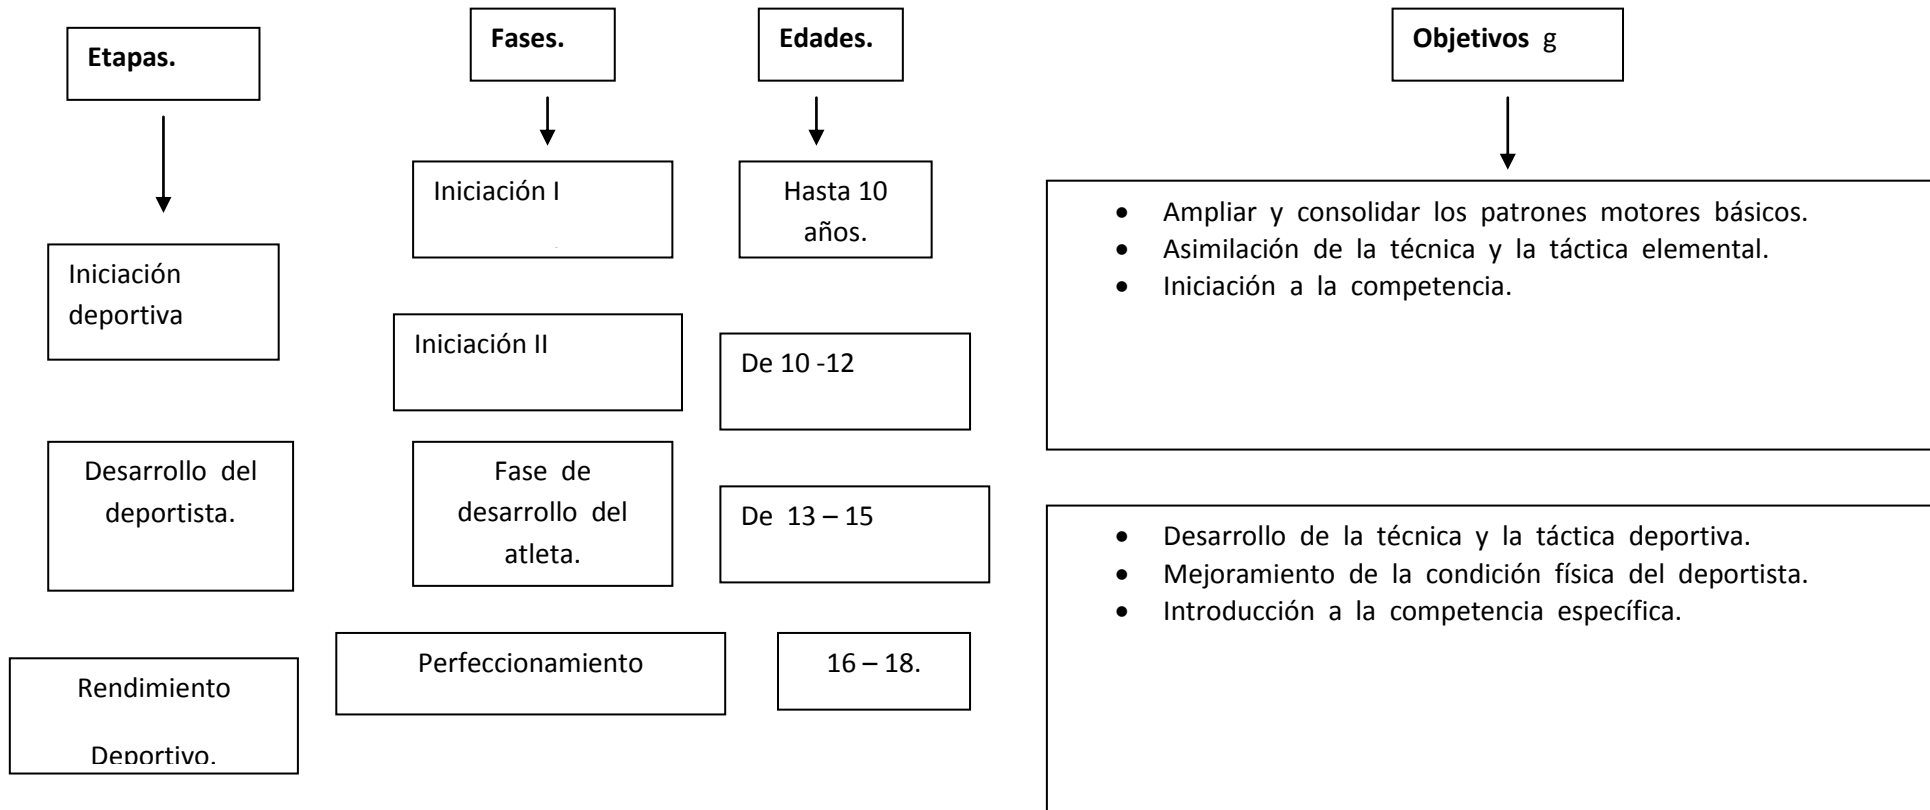 Etapas.
Fases.
Edades.
Objetivos g
Iniciación I
Hasta 10
años.
• Ampliar y consolidar los patrones motores básicos.
• Asimilación de la técnica y la táctica elemental.
• Iniciación a la competencia.
Iniciación
deportiva
Iniciación II
De 10 -12
Desarrollo del
deportista.
Fase de
desarrollo del
atleta.
De 13 – 15
• Desarrollo de la técnica y la táctica deportiva.
• Mejoramiento de la condición física del deportista.
• Introducción a la competencia específica.
Rendimiento
Deportivo.
Perfeccionamiento
16 – 18.